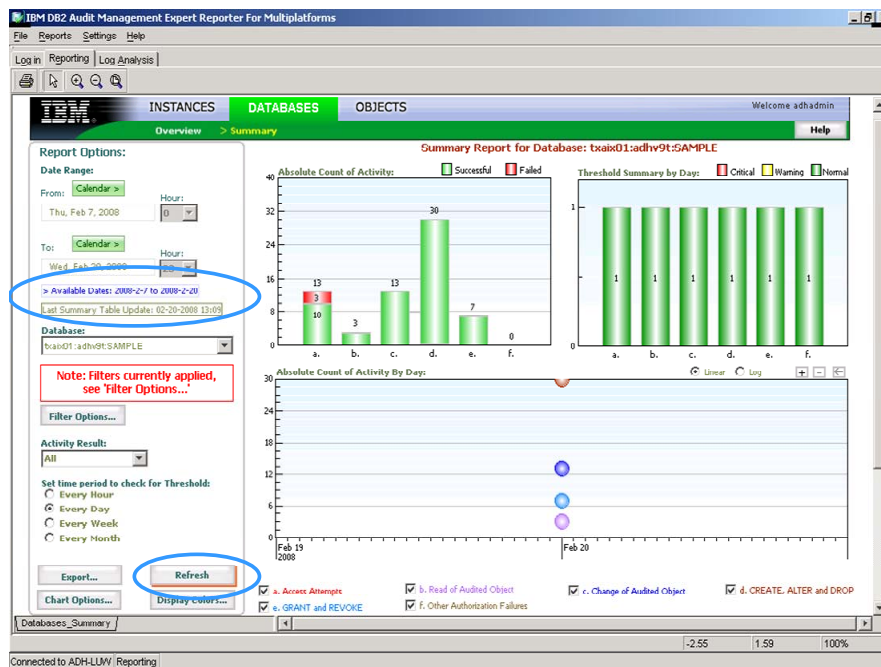 IBM DB2 Audit Management Expert Reporter For Multiplatforms
File Reports Settings Help
Log in Reporting Log Analysis
IBM
INSTANCES DATABASES OBJECTS
Welcome adhadmin
Overview > Summary
Help
Report Options:
Date Range:
From: Calendar >
Hour:
Thu, Feb 7, 2008 0
To: Calendar >
Hour:
Wed, Feb 20, 2008
> Available Dates: 2008-2-7 to 2008-2-20
Last Summary Table Update: 02-20-2008 13:09
Database:
txaix01:adhv9t:SAMPLE
Note: Filters currently applied,
see 'Filter Options...'
Filter Options...
Activity Result:
All
Set time period to check for Threshold:
Every Hour
Every Day
Every Week
Every Month
Export... Refresh
Chart Options... Display Colors...
Summary Report for Database: txaix01:adhv9t:SAMPLE
Absolute Count of Activity: Successful Failed
40
32
24
16
8
0
13
3
10
3
13
30
7
0
a. b. c. d. e. f.
Threshold Summary by Day: Critical Warning Normal
1
0
1 1 1 1 1 1
a. b. c. d. e. f.
Absolute Count of Activity By Day: Linear Log
30
24
18
12
6
0
Feb 19 Feb 20
2008
a. Access Attempts b. Read of Audited Object c. Change of Audited Object d. CREATE, ALTER and DROP
e. GRANT and REVOKE f. Other Authorization Failures
Databases_Summary
-2.55 1.59 100%
Connected to ADH-LUW Reporting